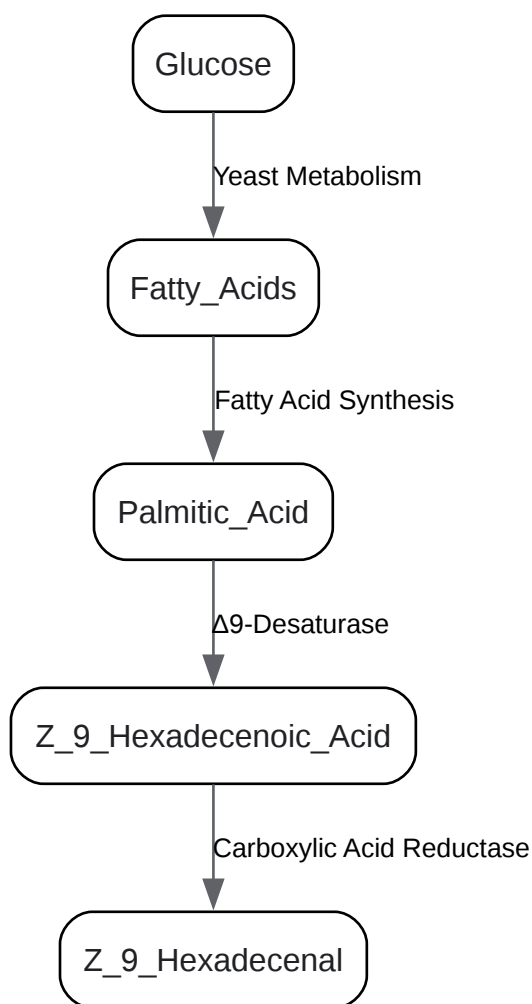 Glucose
Yeast Metabolism
Fatty_Acids
Fatty Acid Synthesis
Palmitic_Acid
Δ9-Desaturase
Z_9_Hexadecenoic_Acid
Carboxylic Acid Reductase
Z_9_Hexadecenal